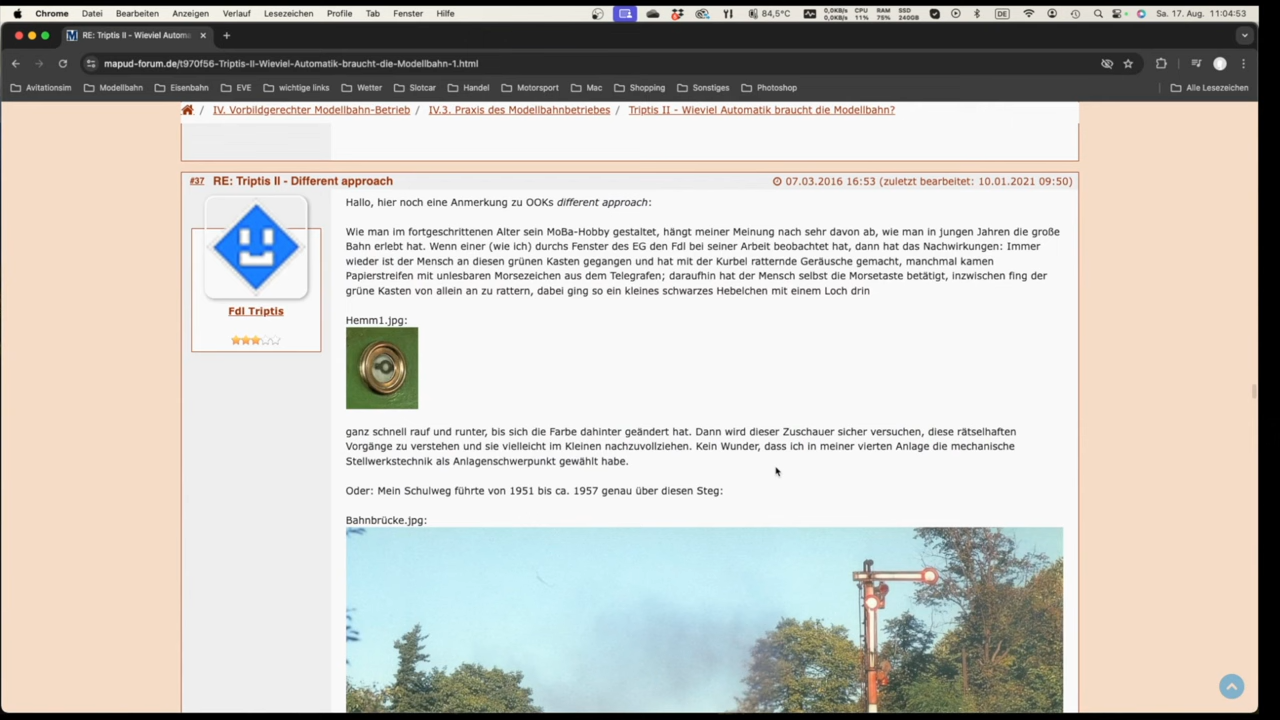 Chrome Datei Bearbeiten Anzeigen Verlauf Lesezeichen Profile Tab Fenster Hilfe 84,5°C 0,0KB/s 0,0KB/s CPU 11% RAM 75% SSD 240GB DE Sa. 17. Aug. 11:04:53
RE: Triptis II - Wieviel Autom
mapud-forum.de/t970f56-Triptis-II-Wieviel-Automatik-braucht-die-Modellbahn-1.html
Avitationsim Modellbahn Eisenbahn EVE wichtige links Wetter Slotcar Handel Motorsport Mac Shopping Sonstiges Photoshop Alle Lesezeichen
/ IV. Vorbildgerechter Modellbahn-Betrieb / IV.3. Praxis des Modellbahnbetriebes / Triptis II - Wieviel Automatik braucht die Modellbahn?
#37 RE: Triptis II - Different approach 07.03.2016 16:53 (zuletzt bearbeitet: 10.01.2021 09:50)
Fdl Triptis
Hallo, hier noch eine Anmerkung zu OOKs different approach:
Wie man im fortgeschrittenen Alter sein MoBa-Hobby gestaltet, hängt meiner Meinung nach sehr davon ab, wie man in jungen Jahren die große
Bahn erlebt hat. Wenn einer (wie ich) durchs Fenster des EG den Fdl bei seiner Arbeit beobachtet hat, dann hat das Nachwirkungen: Immer
wieder ist der Mensch an diesen grünen Kasten gegangen und hat mit der Kurbel ratternde Geräusche gemacht, manchmal kamen
Papierstreifen mit unlesbaren Morsezeichen aus dem Telegrafen; daraufhin hat der Mensch selbst die Morsetaste betätigt, inzwischen fing der
grüne Kasten von allein an zu rattern, dabei ging so ein kleines schwarzes Hebelchen mit einem Loch drin
Hemm1.jpg:
ganz schnell rauf und runter, bis sich die Farbe dahinter geändert hat. Dann wird dieser Zuschauer sicher versuchen, diese rätselhaften
Vorgänge zu verstehen und sie vielleicht im Kleinen nachzuvollziehen. Kein Wunder, dass ich in meiner vierten Anlage die mechanische
Stellwerkstechnik als Anlagenschwerpunkt gewählt habe.
Oder: Mein Schulweg führte von 1951 bis ca. 1957 genau über diesen Steg:
Bahnbrücke.jpg: